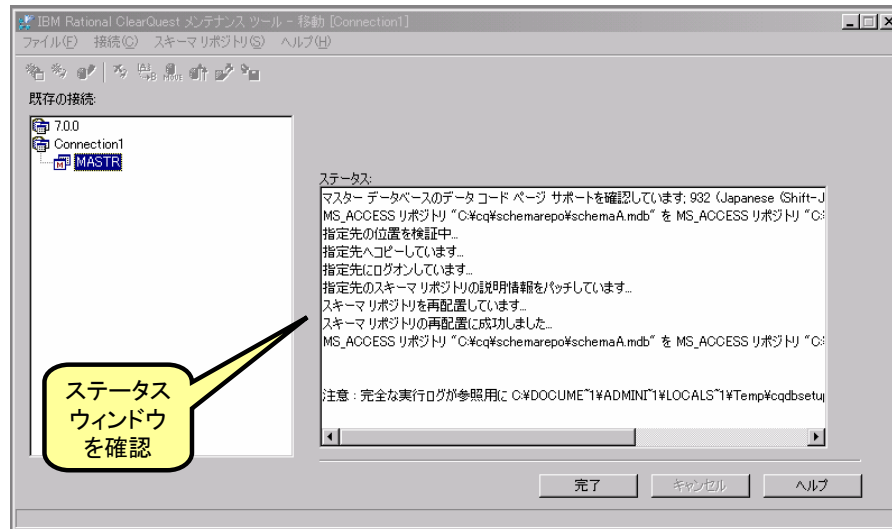 IBM Rational ClearQuest メンテナンス ツール - 移動 [Connection1]
ファイル(F) 接続(C) スキーマ リポジトリ(S) ヘルプ(H)
既存の接続:
7.0.0
Connection1
MASTR
ステータス:
マスター データベースのデータ コード ページ サポートを確認しています; 932 (Japanese (Shift-J
MS_ACCESS リポジトリ "C:¥cq¥schemarepo¥schemaA.mdb" を MS_ACCESS リポジトリ "C:
指定先の位置を検証中...
指定先へコピーしています...
指定先にログオンしています...
指定先のスキーマ リポジトリの説明情報をパッチしています...
スキーマ リポジトリを再配置しています...
スキーマ リポジトリの再配置に成功しました...
MS_ACCESS リポジトリ "C:¥cq¥schemarepo¥schemaA.mdb" を MS_ACCESS リポジトリ "C:
注意 : 完全な実行ログが参照用に C:¥DOCUME~1¥ADMINI~1¥LOCALS~1¥Temp¥cqdbsetu
ステータス
ウィンドウ
を確認
完了 キャンセル ヘルプ